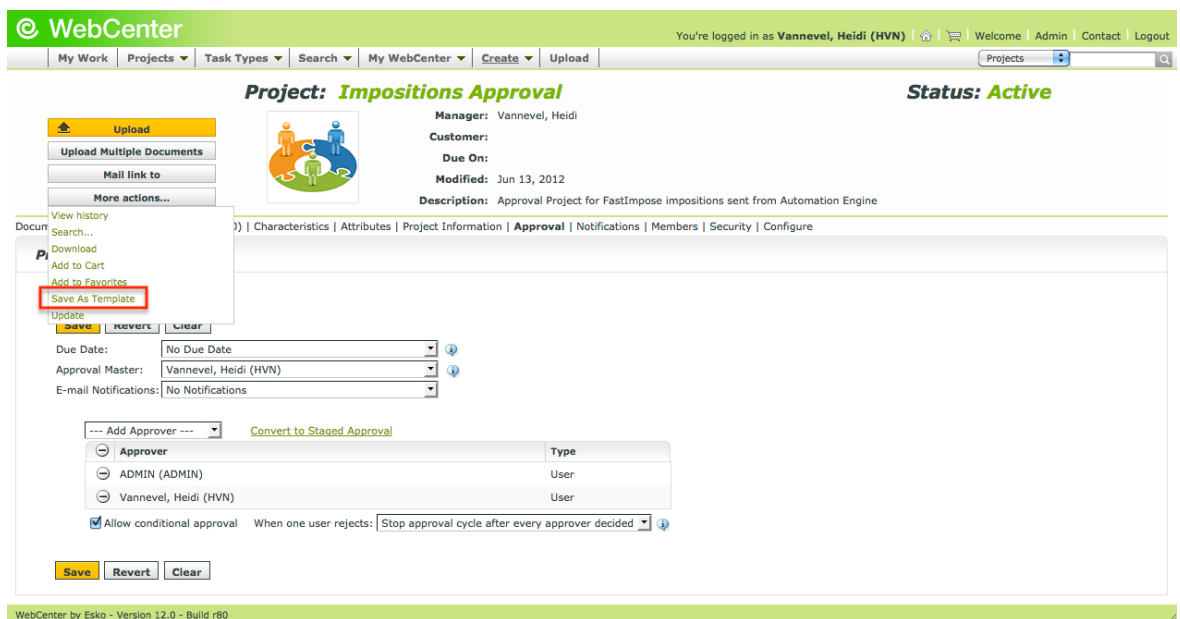 WebCenter
You're logged in as Vannevel, Heidi (HVN) Welcome Admin Contact Logout
My Work Projects Task Types Search My WebCenter Create Upload Projects
Project: Impositions Approval Status: Active
Upload
Upload Multiple Documents
Mail link to
More actions...
Manager: Vannevel, Heidi
Customer:
Due On:
Modified: Jun 13, 2012
Description: Approval Project for FastImpose impositions sent from Automation Engine
View history
Search...
Download
Add to Cart
Add to Favorites
Save As Template
Update
Docum ) | Characteristics | Attributes | Project Information | Approval | Notifications | Members | Security | Configure
Save Revert Clear
Due Date: No Due Date
Approval Master: Vannevel, Heidi (HVN)
E-mail Notifications: No Notifications
--- Add Approver --- Convert to Staged Approval
Approver Type
ADMIN (ADMIN) User
Vannevel, Heidi (HVN) User
Allow conditional approval When one user rejects: Stop approval cycle after every approver decided
Save Revert Clear
WebCenter by Esko - Version 12.0 - Build r80